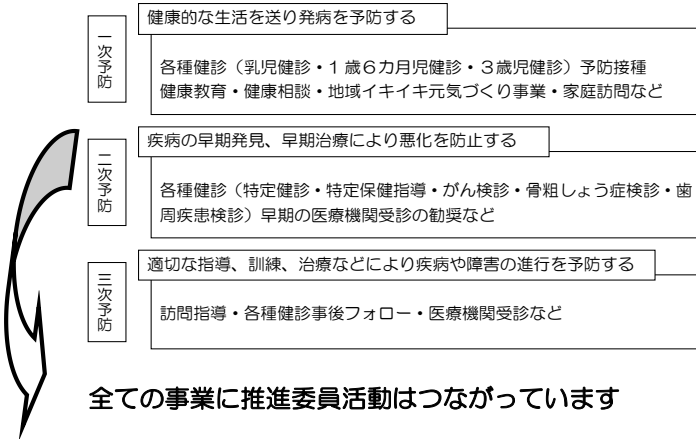 一次予防
健康的な生活を送り発病を予防する
各種健診（乳児健診・1歳6カ月児健診・3歳児健診）予防接種
健康教育・健康相談・地域イキイキ元気づくり事業・家庭訪問など
二次予防
疾病の早期発見、早期治療により悪化を防止する
各種健診（特定健診・特定保健指導・がん検診・骨粗しょう症検診・歯
周疾患検診）早期の医療機関受診の勧奨など
三次予防
適切な指導、訓練、治療などにより疾病や障害の進行を予防する
訪問指導・各種健診事後フォロー・医療機関受診など
全ての事業に推進委員活動はつながっています